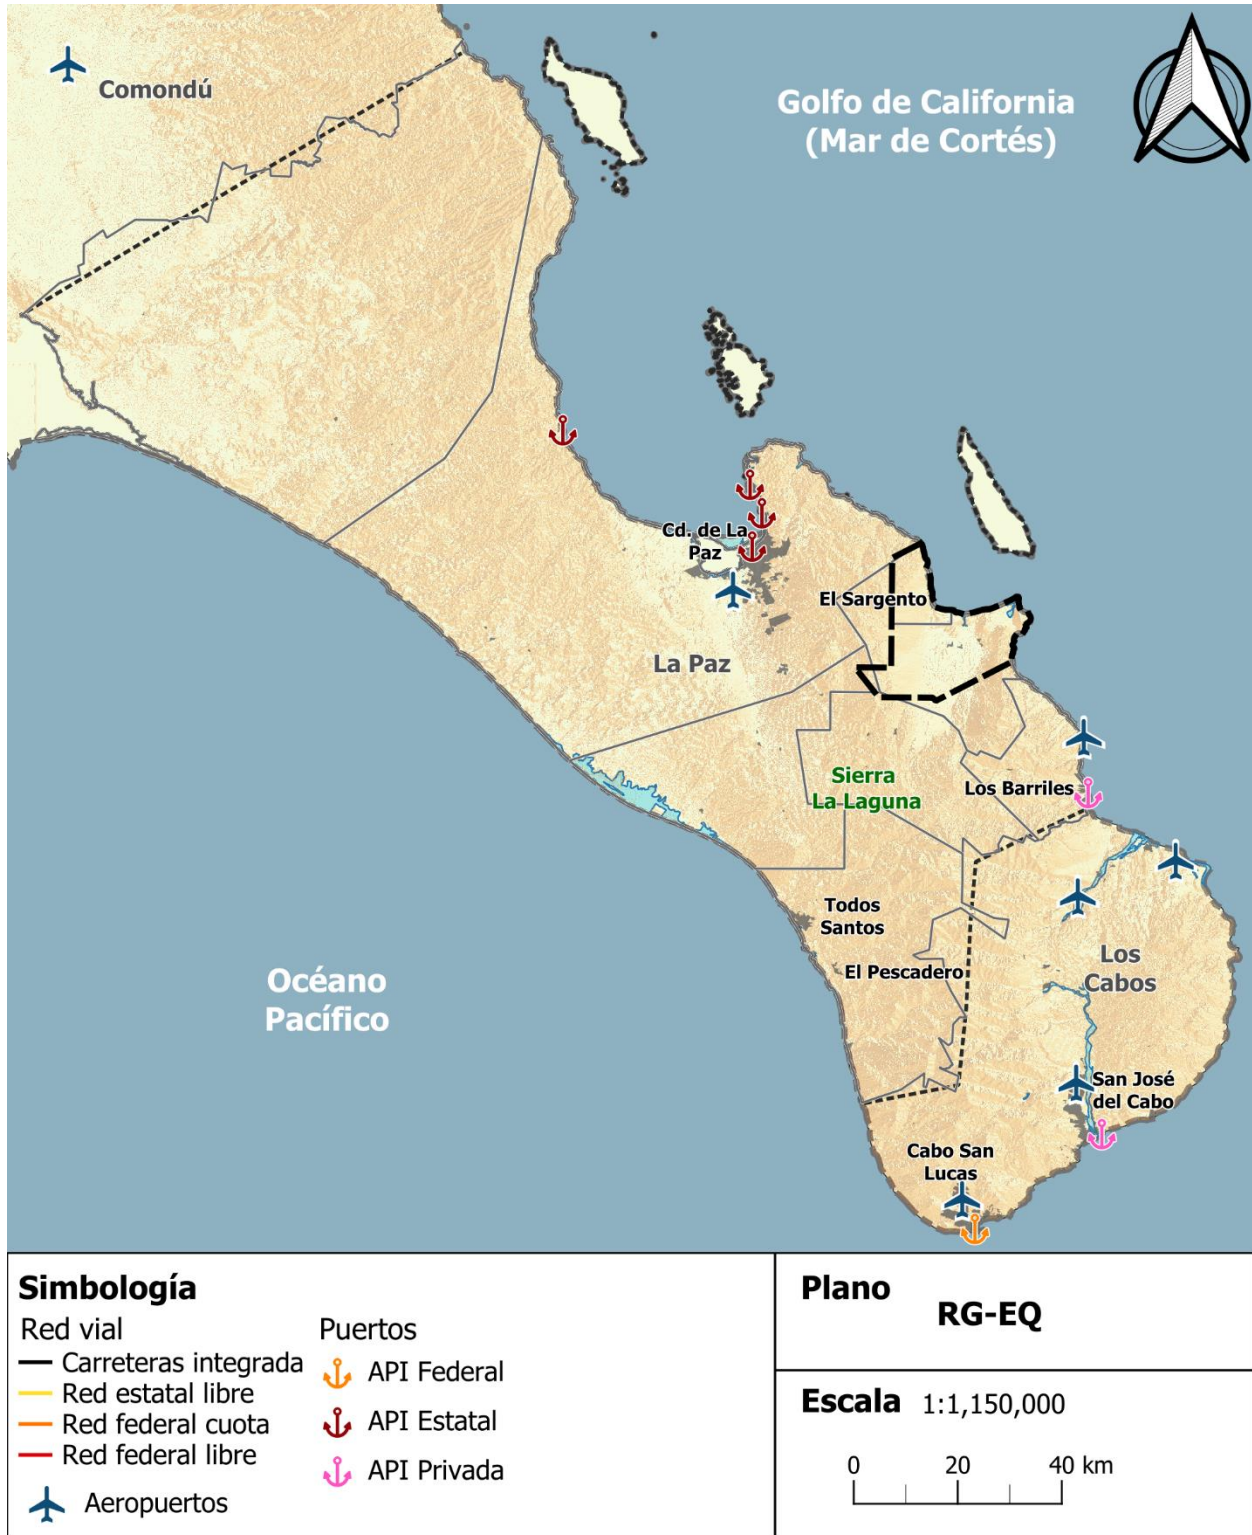 Comondú
Golfo de California
(Mar de Cortés)
Cd. de La
Paz
El Sargento
La Paz
Sierra
La Laguna
Los Barriles
Todos
Santos
El Pescadero
Los
Cabos
Océano
Pacífico
San José
del Cabo
Cabo San
Lucas
Simbología
Red vial
Carreteras integrada
Red estatal libre
Red federal cuota
Red federal libre
Aeropuertos
Puertos
API Federal
API Estatal
API Privada
Plano
RG-EQ
Escala 1:1,150,000
0 20 40 km